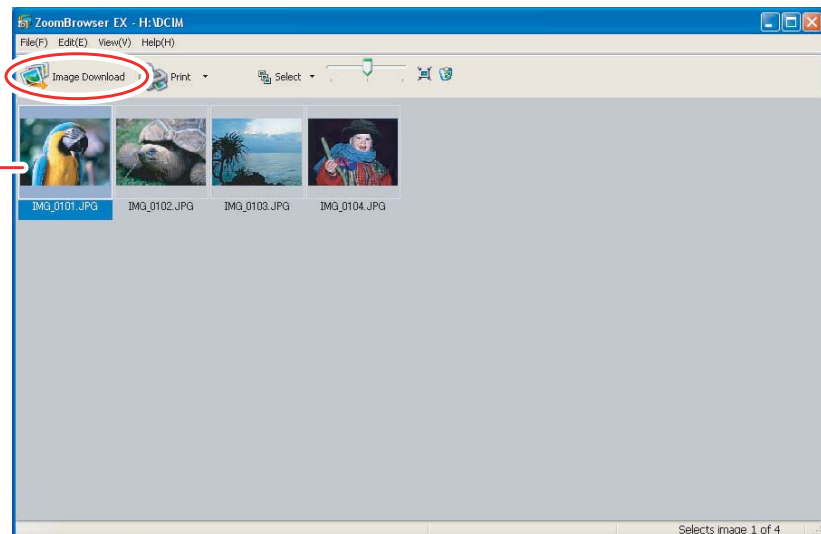 ZoomBrowser EX - H:\DCIM
File(F) Edit(E) View(V) Help(H)
Image Download Print Select
IMG_0101.JPG IMG_0102.JPG IMG_0103.JPG IMG_0104.JPG
Selects image 1 of 4